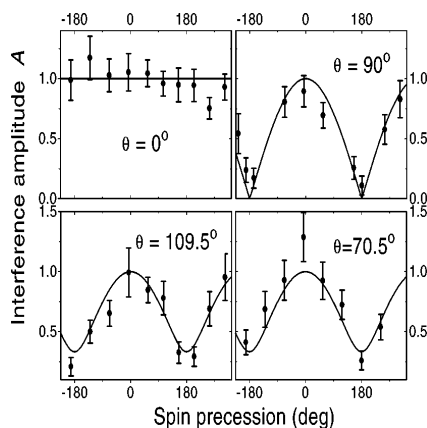 -180 0 180 -180 0 180
Interference amplitude A
1.0
0.5
0.0
θ = 0°
θ = 90°
1.0
0.5
0.0
1.5
1.0
0.5
θ = 109.5°
θ=70.5°
1.5
1.0
0.5
-180 0 180 -180 0 180
Spin precession (deg)